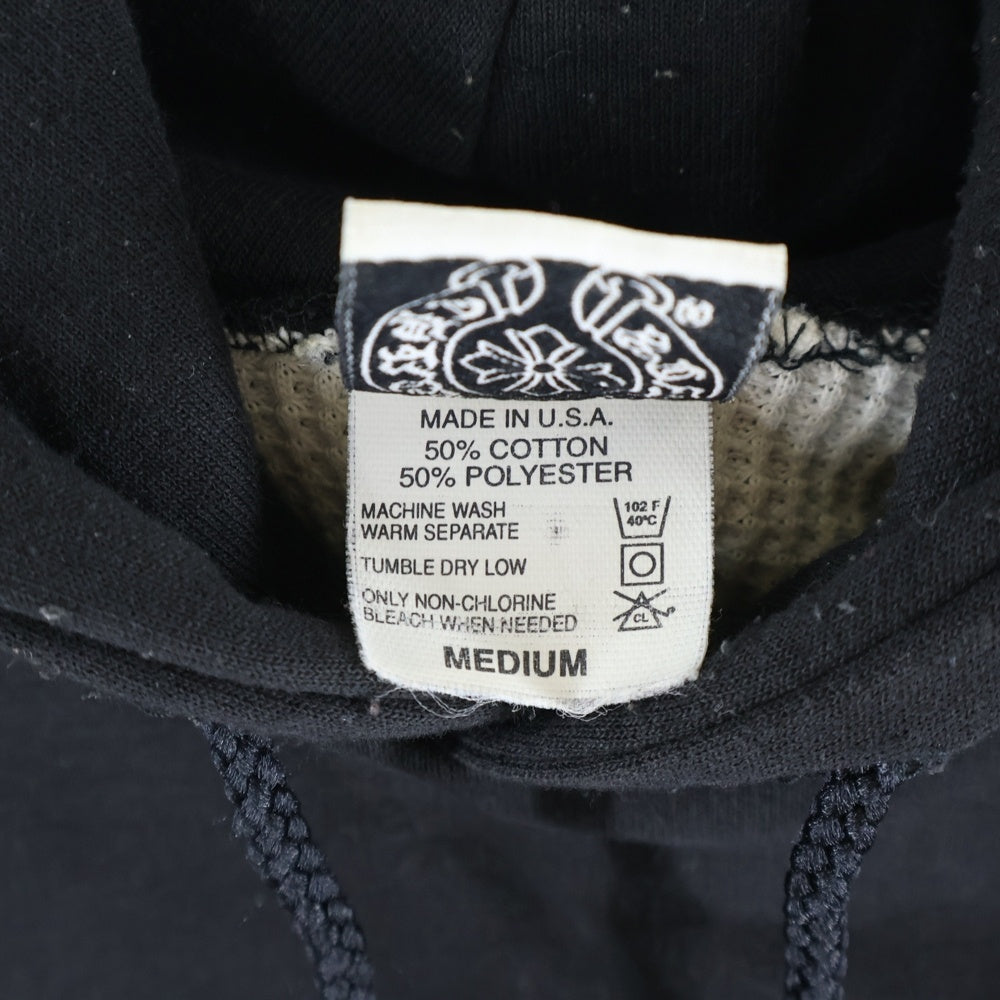 MADE IN U.S.A.
50% COTTON
50% POLYESTER
MACHINE WASH
WARM SEPARATE
102 F
40°C
TUMBLE DRY LOW
ONLY NON-CHLORINE
BLEACH WHEN NEEDED
CL
MEDIUM